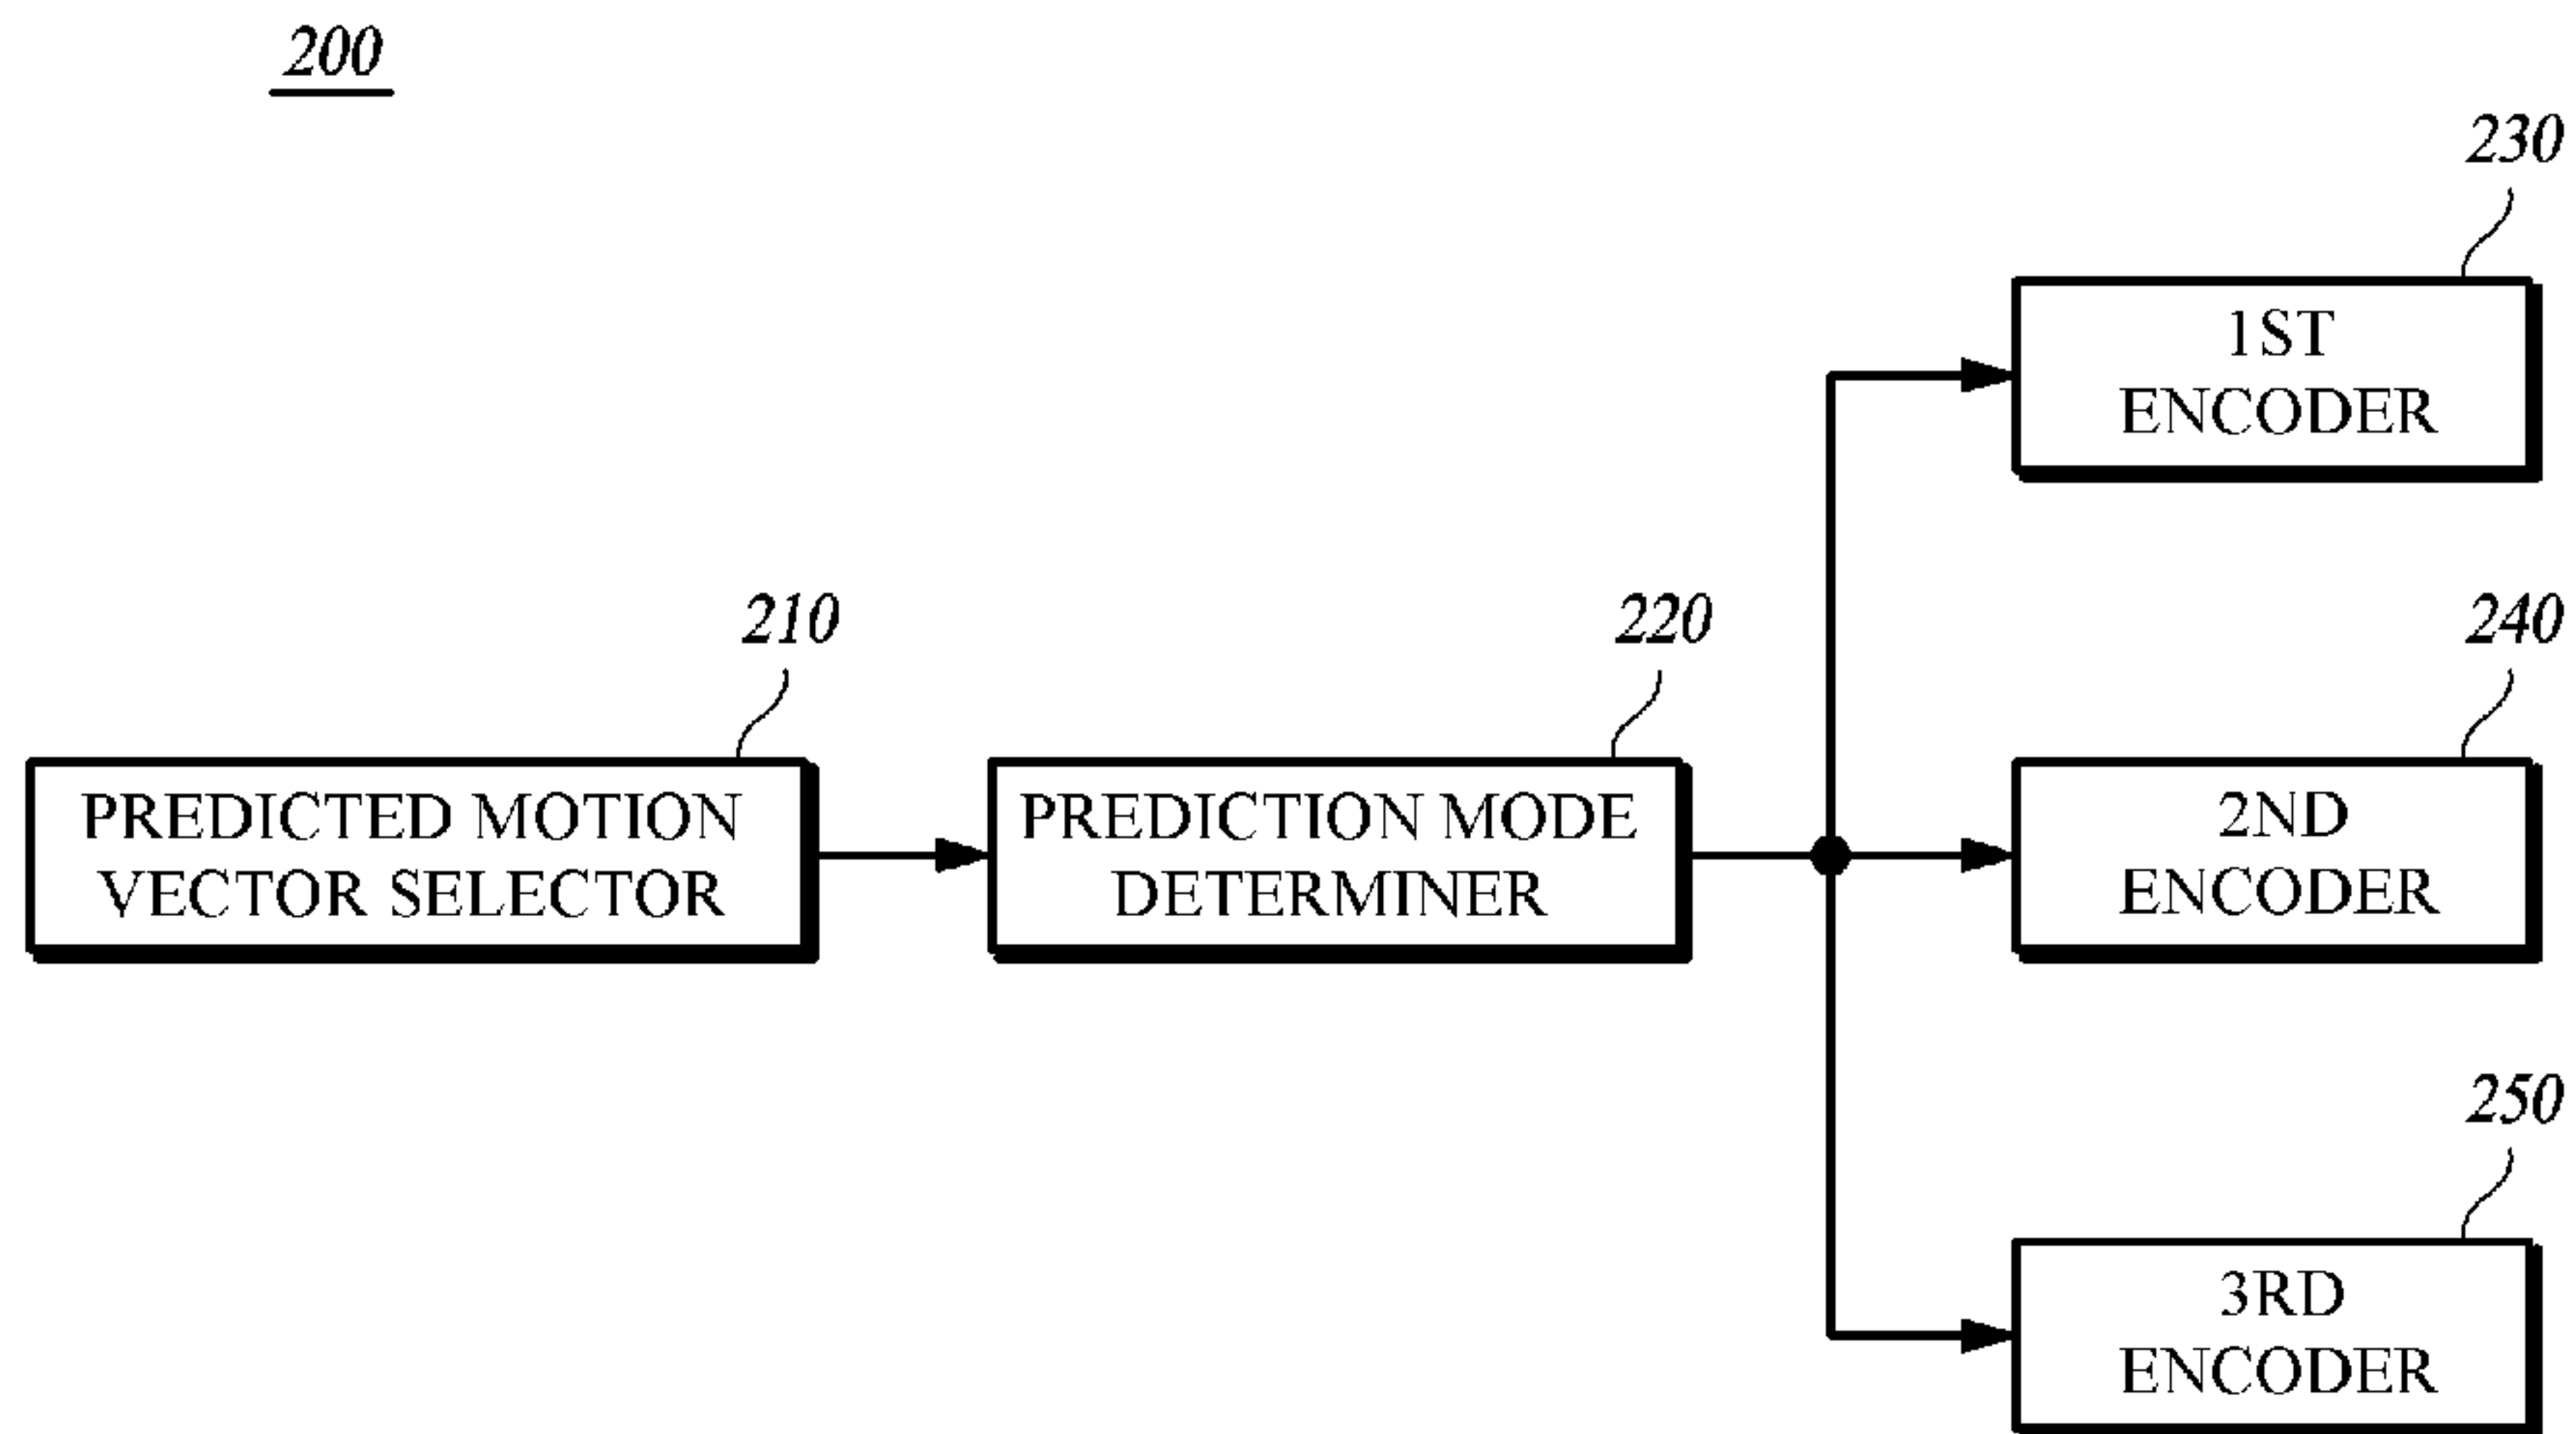 200
230
1ST
ENCODER
210
220
240
PREDICTED MOTION
VECTOR SELECTOR
PREDICTION MODE
DETERMINER
2ND
ENCODER
250
3RD
ENCODER